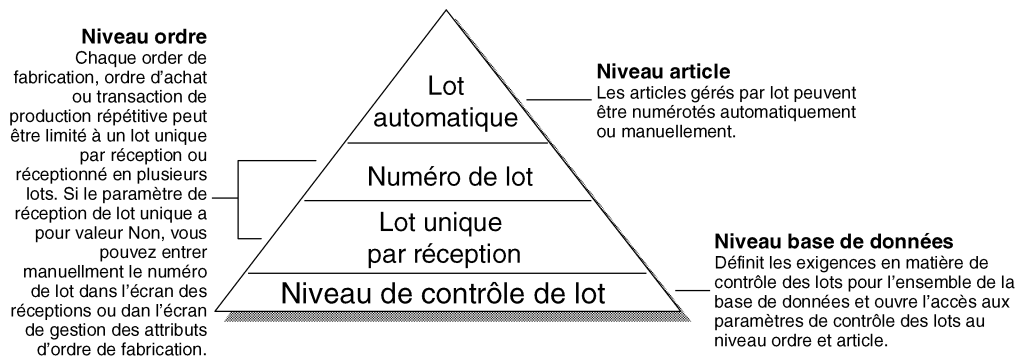 Niveau ordre
Chaque order de
fabrication, ordre d'achat
ou transaction de
production répétitive peut
être limité à un lot unique
par réception ou
réceptionné en plusieurs
lots. Si le paramètre de
réception de lot unique a
pour valeur Non, vous
pouvez entrer
manuellment le numéro
de lot dans l'écran des
réceptions ou dan l'écran
de gestion des attributs
d'ordre de fabrication.
Lot
automatique
Numéro de lot
Lot unique
par réception
Niveau de contrôle de lot
Niveau article
Les articles gérés par lot peuvent
être numérotés automatiquement
ou manuellement.
Niveau base de données
Définit les exigences en matière de
contrôle des lots pour l'ensemble de la
base de données et ouvre l'accès aux
paramètres de contrôle des lots au
niveau ordre et article.